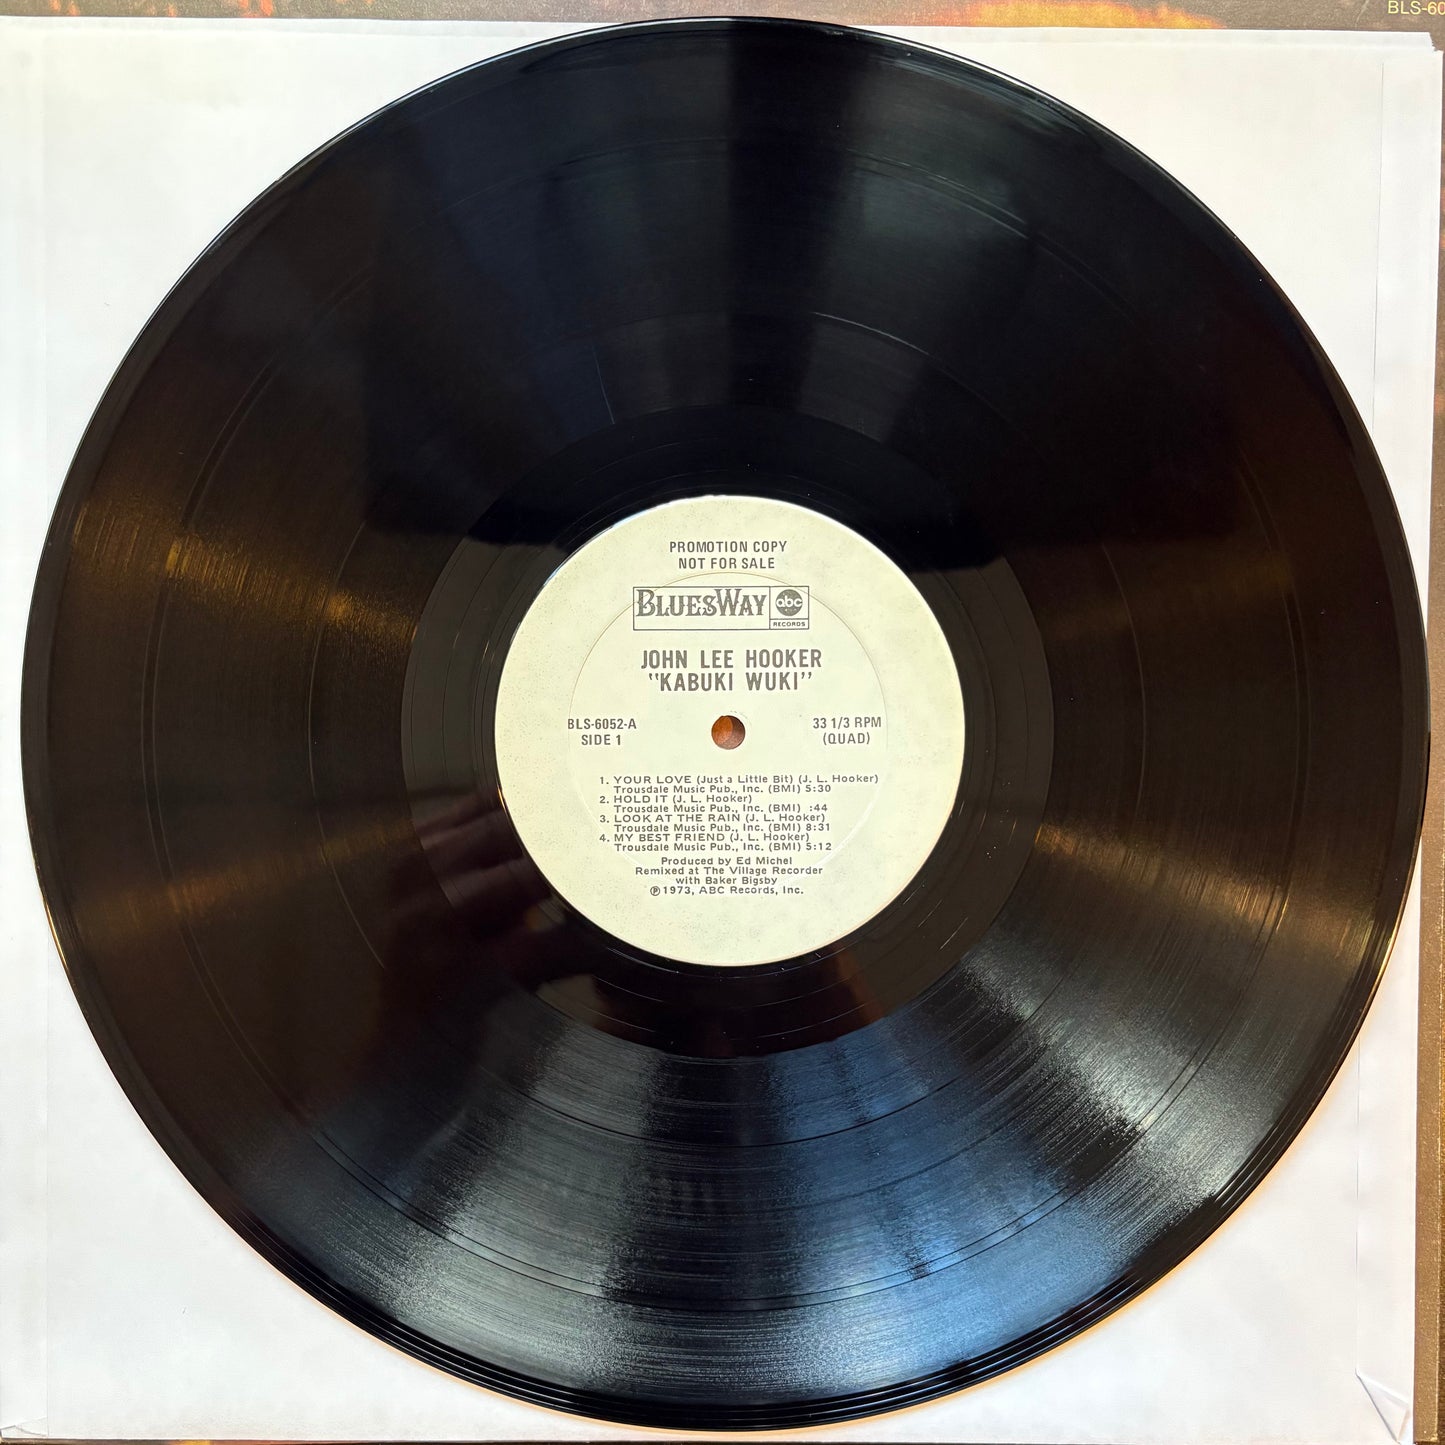 BLS-60
PROMOTION COPY
NOT FOR SALE
BLUESWAY abc
RECORDS
JOHN LEE HOOKER
"KABUKI WUKI"
BLS-6052-A 33 1/3 RPM
SIDE 1 (QUAD)
1. YOUR LOVE (Just a Little Bit) (J. L. Hooker)
Trousdale Music Pub., Inc. (BMI) 5:30
2. HOLD IT (J. L. Hooker)
Trousdale Music Pub., Inc. (BMI) :44
3. LOOK AT THE RAIN (J. L. Hooker)
Trousdale Music Pub., Inc. (BMI) 8:31
4. MY BEST FRIEND (J. L. Hooker)
Trousdale Music Pub., Inc. (BMI) 5:12
Produced by Ed Michel
Remixed at The Village Recorder
with Baker Bigsby
℗ 1973, ABC Records, Inc.